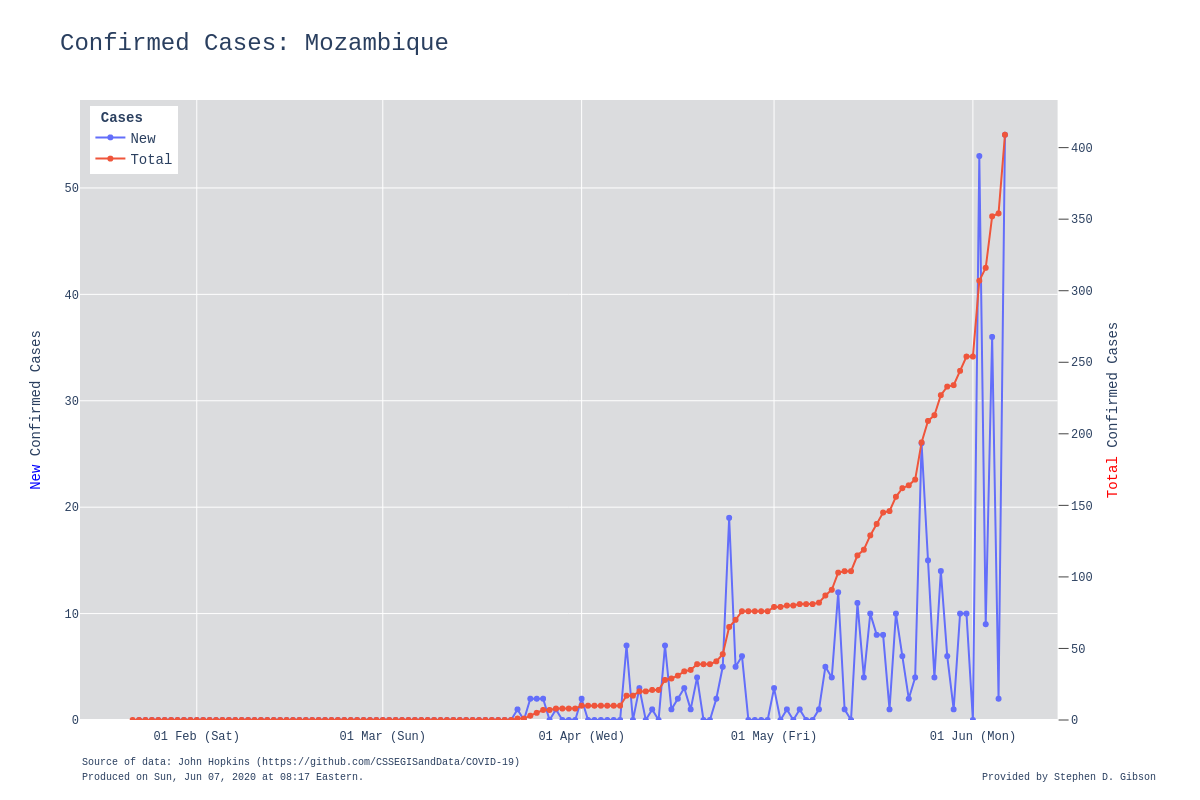 Confirmed Cases: Mozambique
Cases
New
Total
50
40
30
20
10
0
New Confirmed Cases
400
350
300
250
200
150
100
50
0
Total Confirmed Cases
01 Feb (Sat)
01 Mar (Sun)
01 Apr (Wed)
01 May (Fri)
01 Jun (Mon)
Source of data: John Hopkins (https://github.com/CSSEGISandData/COVID-19)
Produced on Sun, Jun 07, 2020 at 08:17 Eastern.
Provided by Stephen D. Gibson